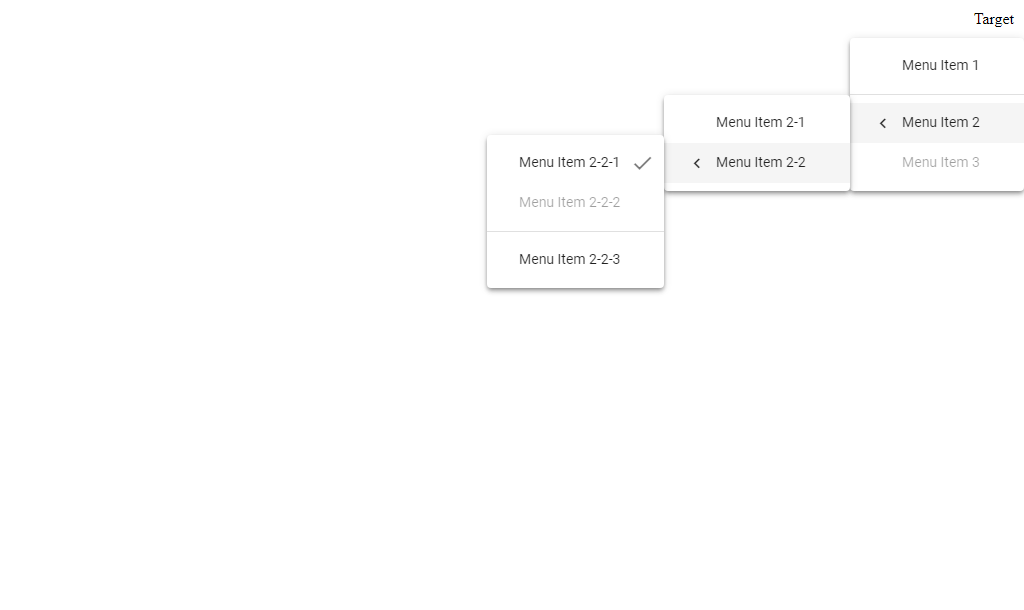 Target
Menu Item 1
Menu Item 2
Menu Item 3
Menu Item 2-1
Menu Item 2-2
Menu Item 2-2-1
Menu Item 2-2-2
Menu Item 2-2-3